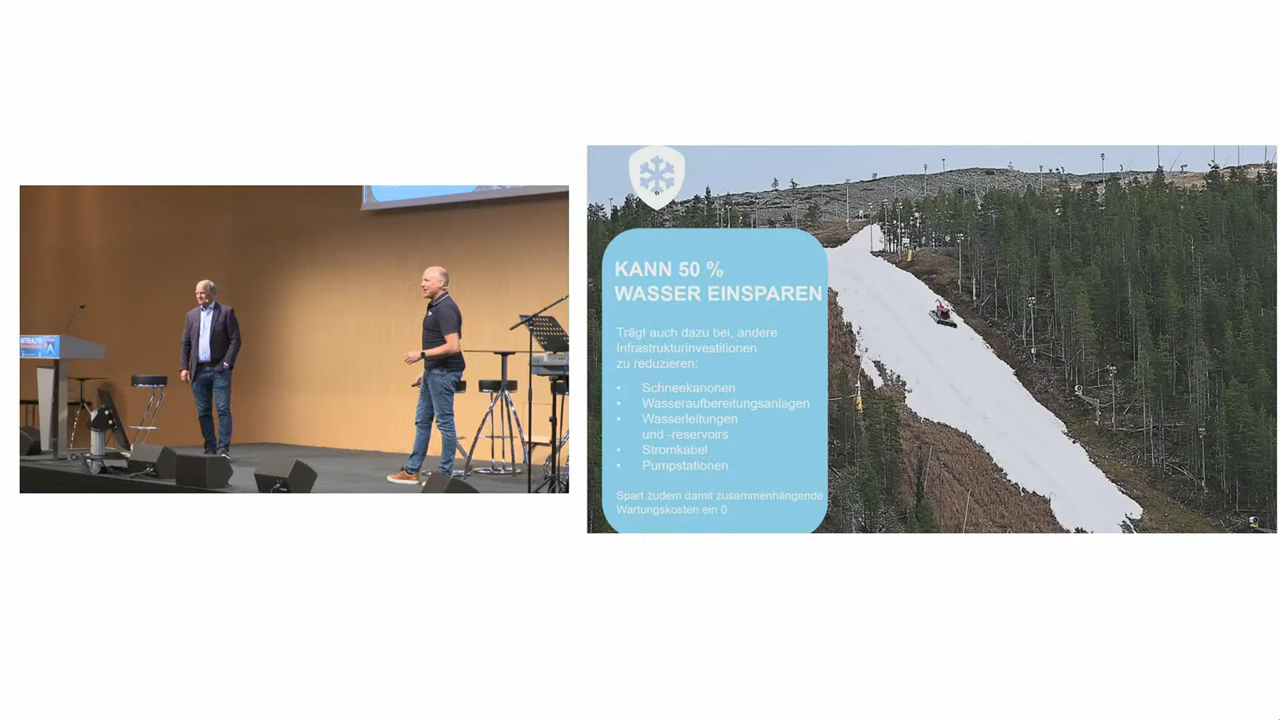 INTERALPIN
KANN 50 %
WASSER EINSPAREN
Trägt auch dazu bei, andere
Infrastrukturinvestitionen
zu reduzieren:
• Schneekanonen
• Wasseraufbereitungsanlagen
• Wasserleitungen
und -reservoirs
• Stromkabel
• Pumpstationen
Spart zudem damit zusammenhängende
Wartungskosten ein 0